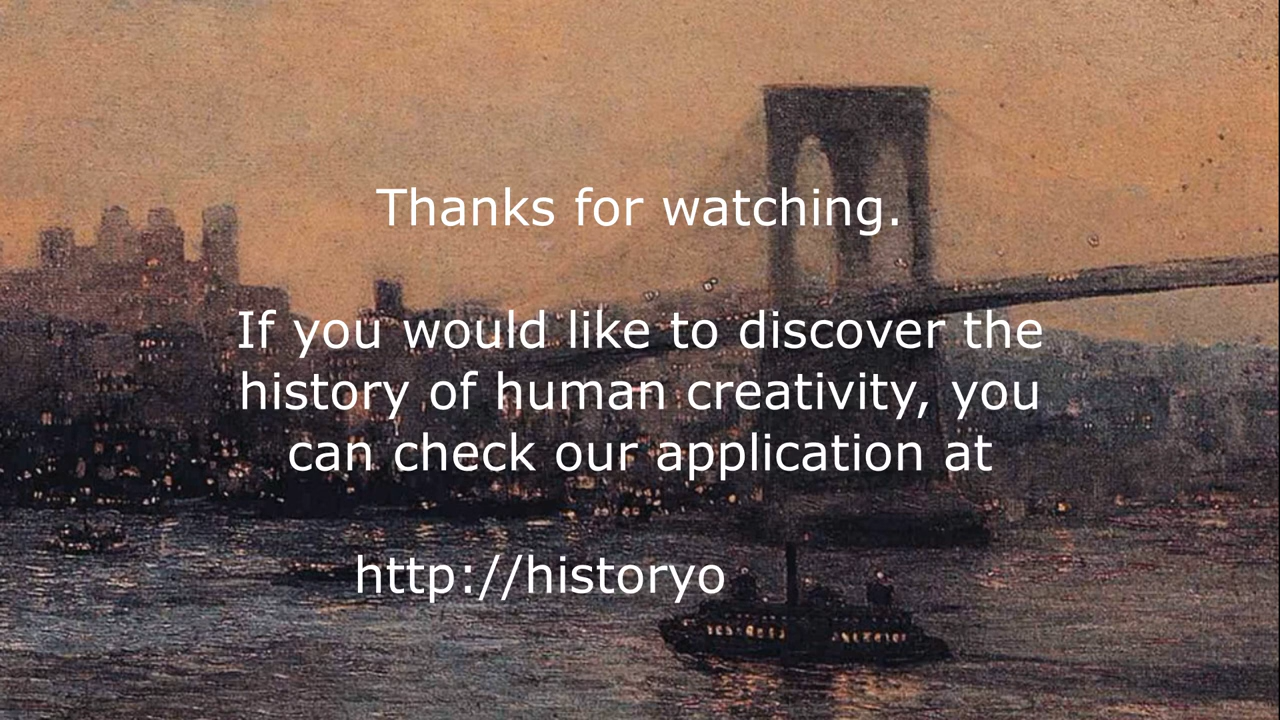 Thanks for watching.
If you would like to discover the
history of human creativity, you
can check our application at
http://historyo